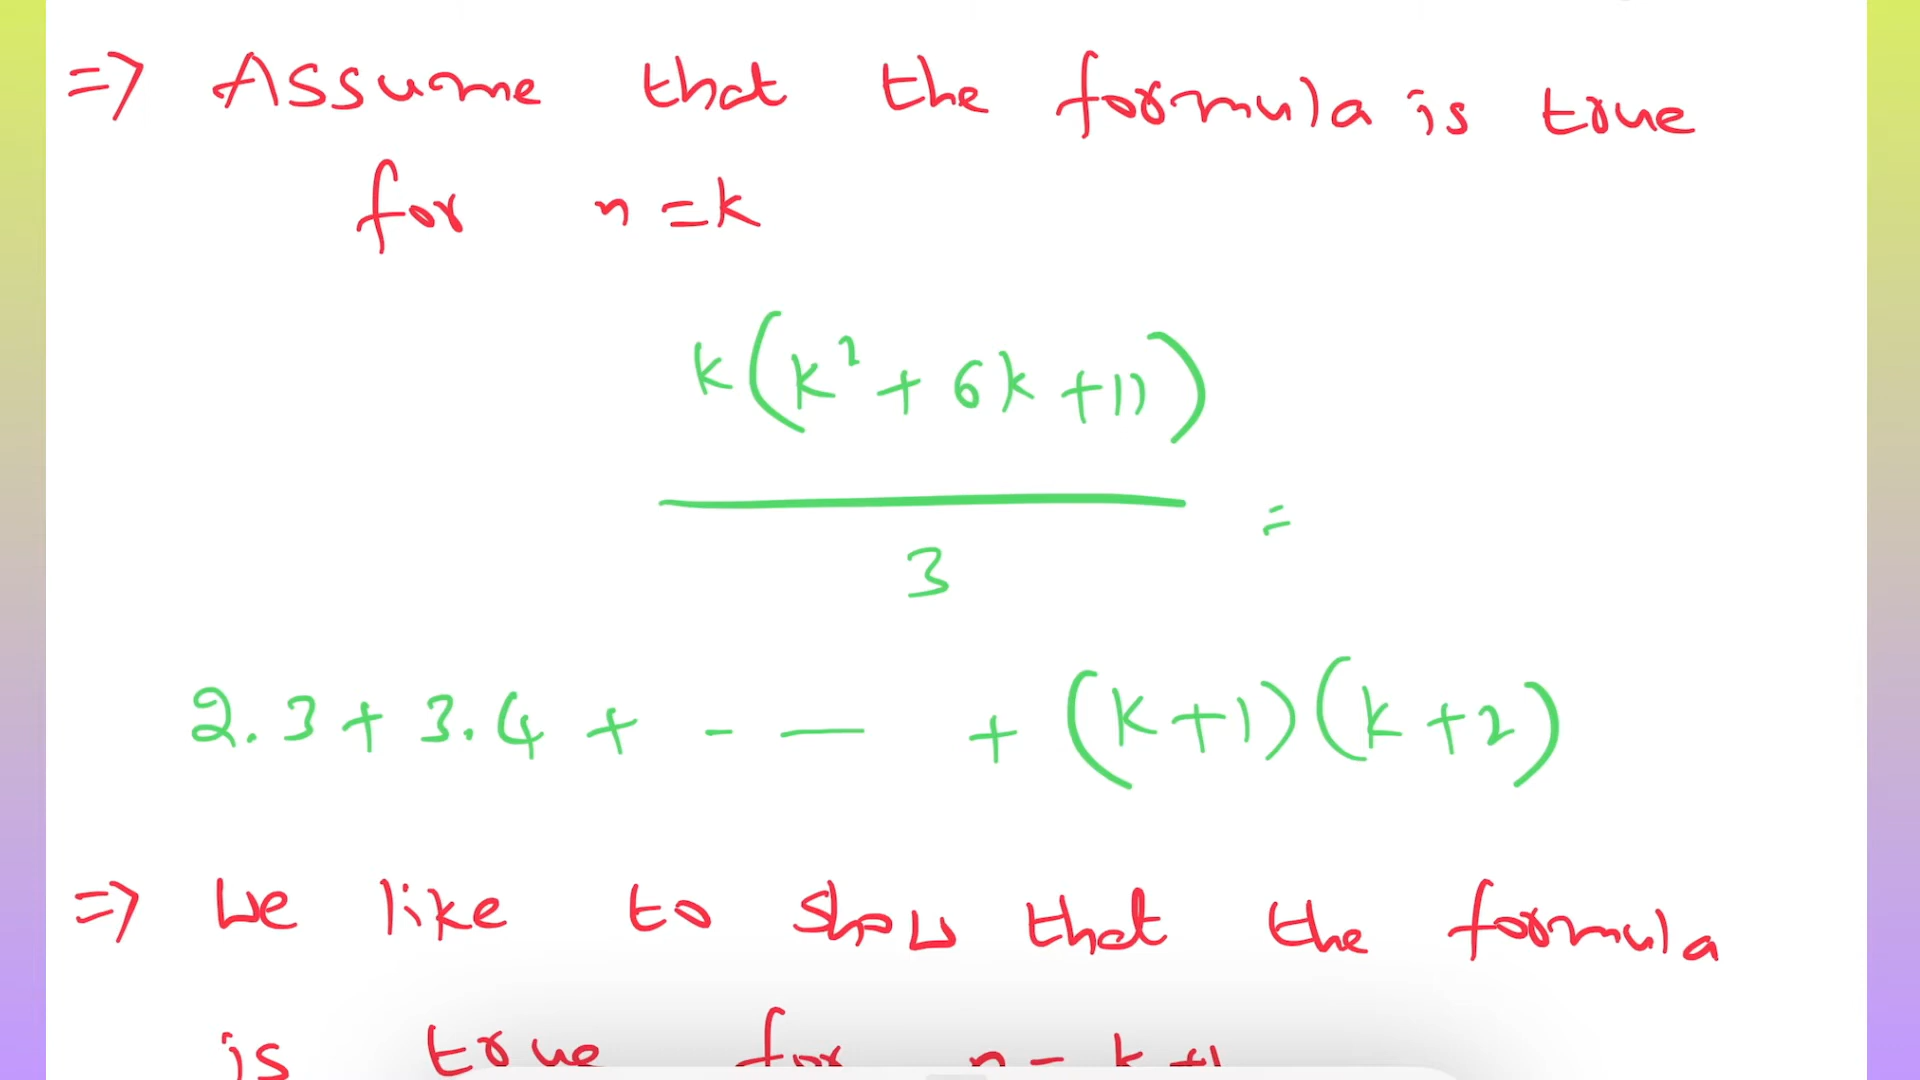 => Assume that the formula is true
for n = k
k(k² + 6k + 11)
3 =
2.3 + 3.4 + - — + (k+1)(k+2)
=> We like to show that the formula
is true for n = k+1